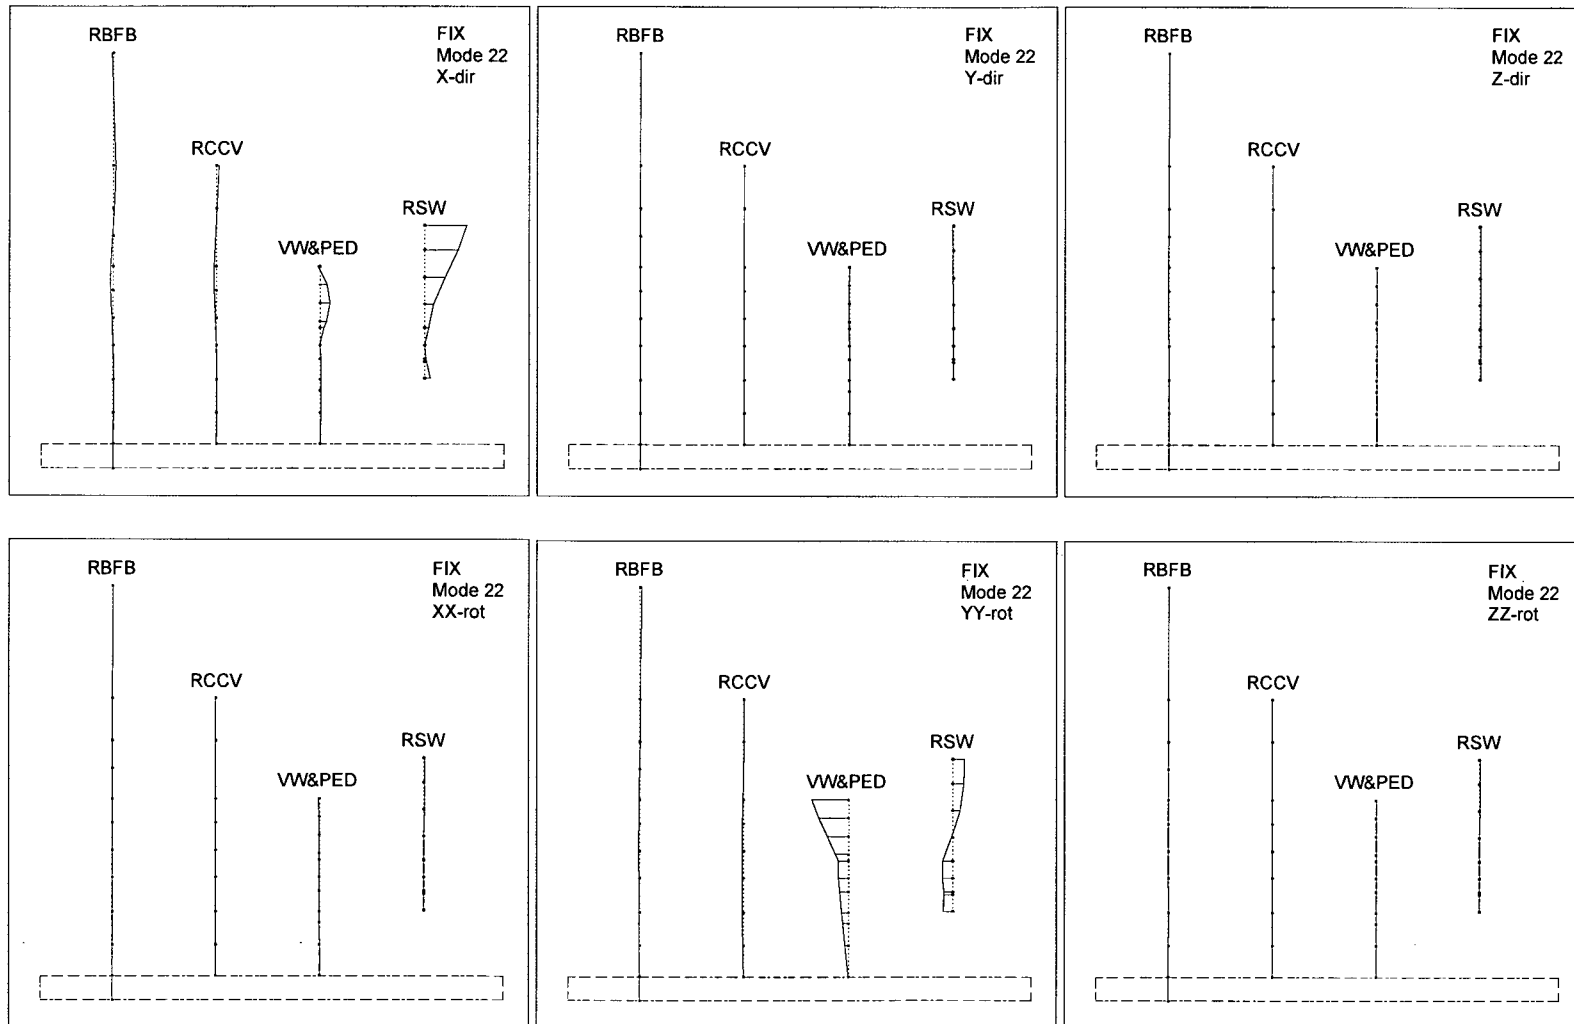 RBFB
FIX
Mode 22
X-dir
RCCV
RSW
VW&PED
RBFB
FIX
Mode 22
Y-dir
RCCV
RSW
VW&PED
RBFB
FIX
Mode 22
Z-dir
RCCV
RSW
VW&PED
RBFB
FIX
Mode 22
XX-rot
RCCV
RSW
VW&PED
RBFB
FIX
Mode 22
YY-rot
RCCV
RSW
VW&PED
RBFB
FIX
Mode 22
ZZ-rot
RCCV
RSW
VW&PED